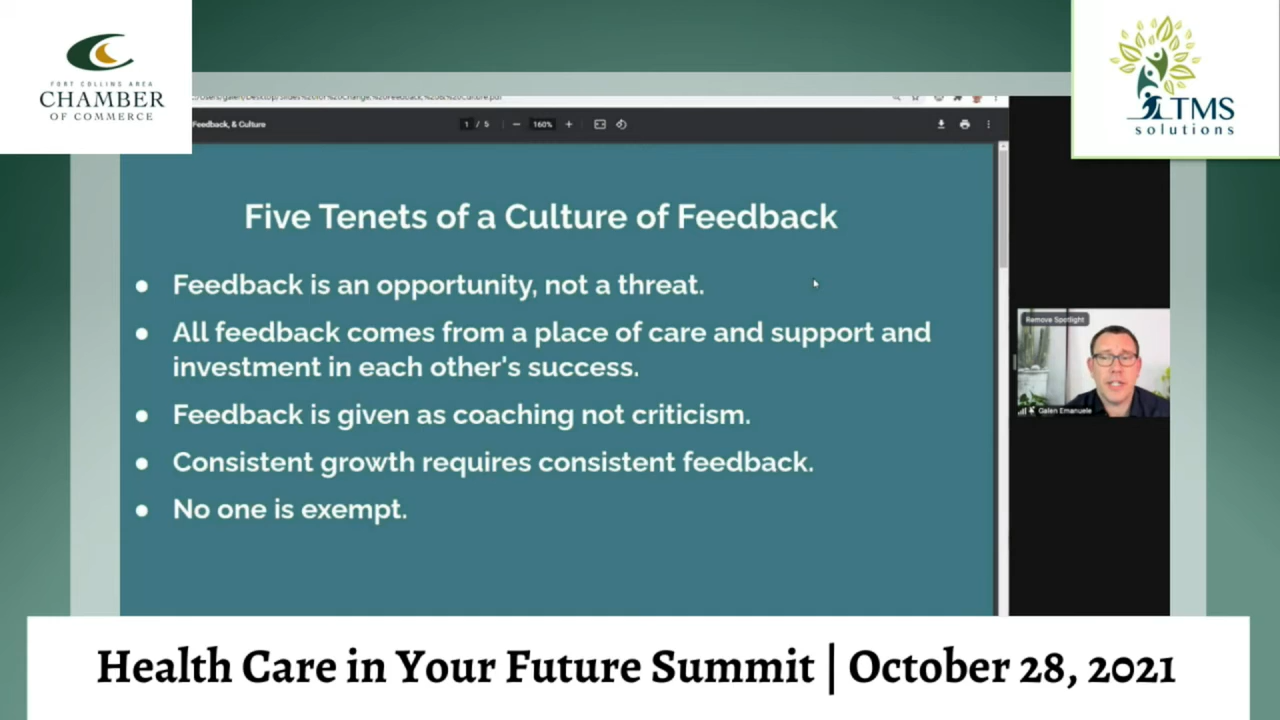 FORT COLLINS AREA
CHAMBER
OF COMMERCE
TMS
solutions
Feedback, & Culture
1 / 5
160%
Five Tenets of a Culture of Feedback
Feedback is an opportunity, not a threat.
All feedback comes from a place of care and support and
investment in each other's success.
Feedback is given as coaching not criticism.
Consistent growth requires consistent feedback.
No one is exempt.
Remove Spotlight
Galen Emanuele
Health Care in Your Future Summit | October 28, 2021